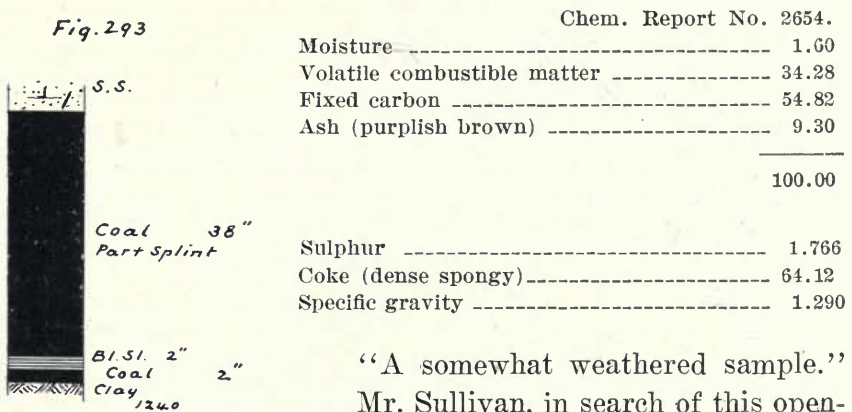 Fig. 293
S.S.
Coal 38"
Part Splint
Bl. Sl. 2"
Coal 2"
Clay
1240
Chem. Report No. 2654.
Moisture 1.60
Volatile combustible matter 34.28
Fixed carbon 54.82
Ash (purplish brown) 9.30
100.00
Sulphur 1.766
Coke (dense spongy) 64.12
Specific gravity 1.290
“A somewhat weathered sample.”
Mr. Sullivan, in search of this open-